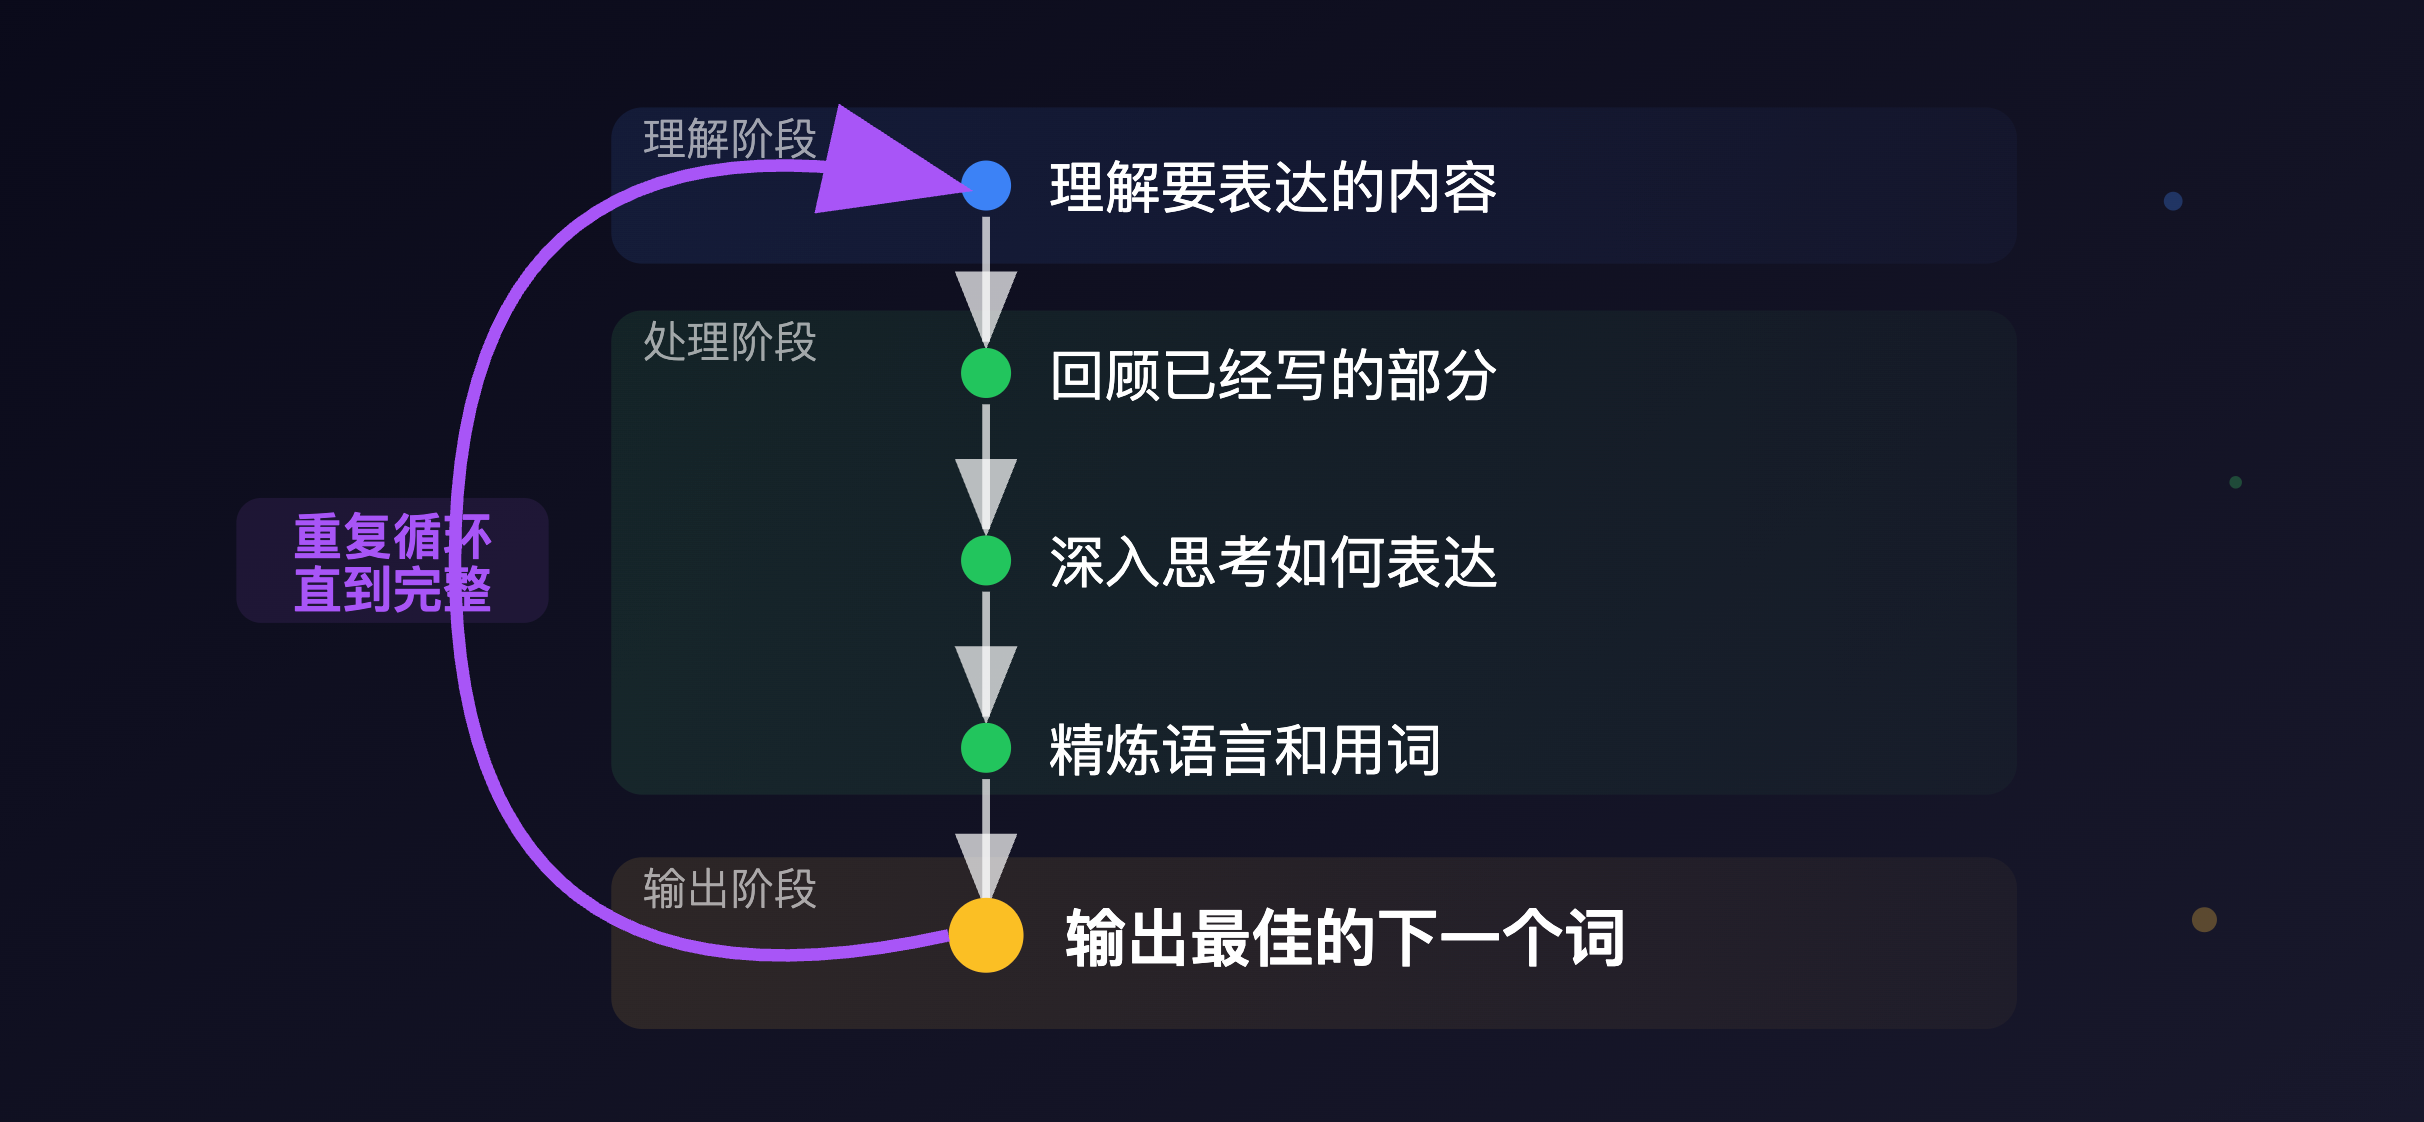 理解阶段
理解要表达的内容
处理阶段
回顾已经写的部分
重复循环
直到完整
深入思考如何表达
精炼语言和用词
输出阶段
输出最佳的下一个词